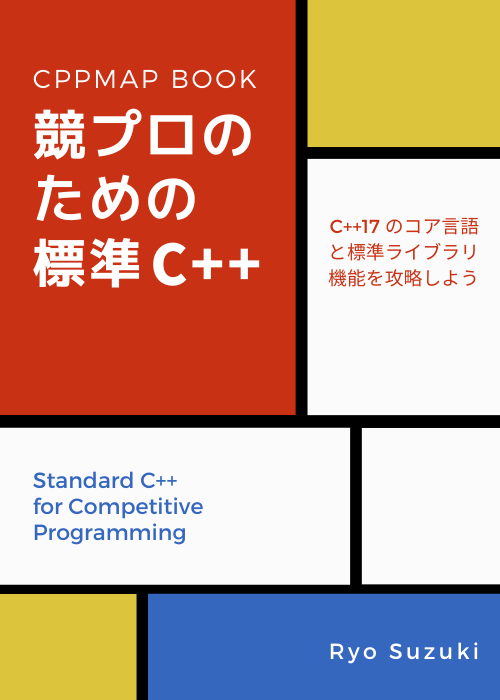 CPPMAP BOOK
競プロの
ための
標準 C++
C++17 のコア言語
と標準ライブラリ
機能を攻略しよう
Standard C++
for Competitive
Programming
Ryo Suzuki